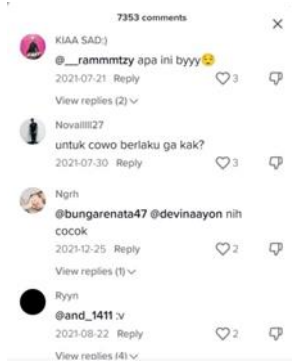 7353 comments
KIAA SAD:)
@__rammmtzy apa ini byyy😌
2021-07-21 Reply 3
View replies (2)
Novallll27
untuk cowo berlaku ga kak?
2021-07-30 Reply 3
Ngrh
@bungarenata47 @devinaayon nih
cocok
2021-12-25 Reply 2
View replies (1)
Ryyn
@and_1411 :v
2021-08-22 Reply 2
View replies (4)